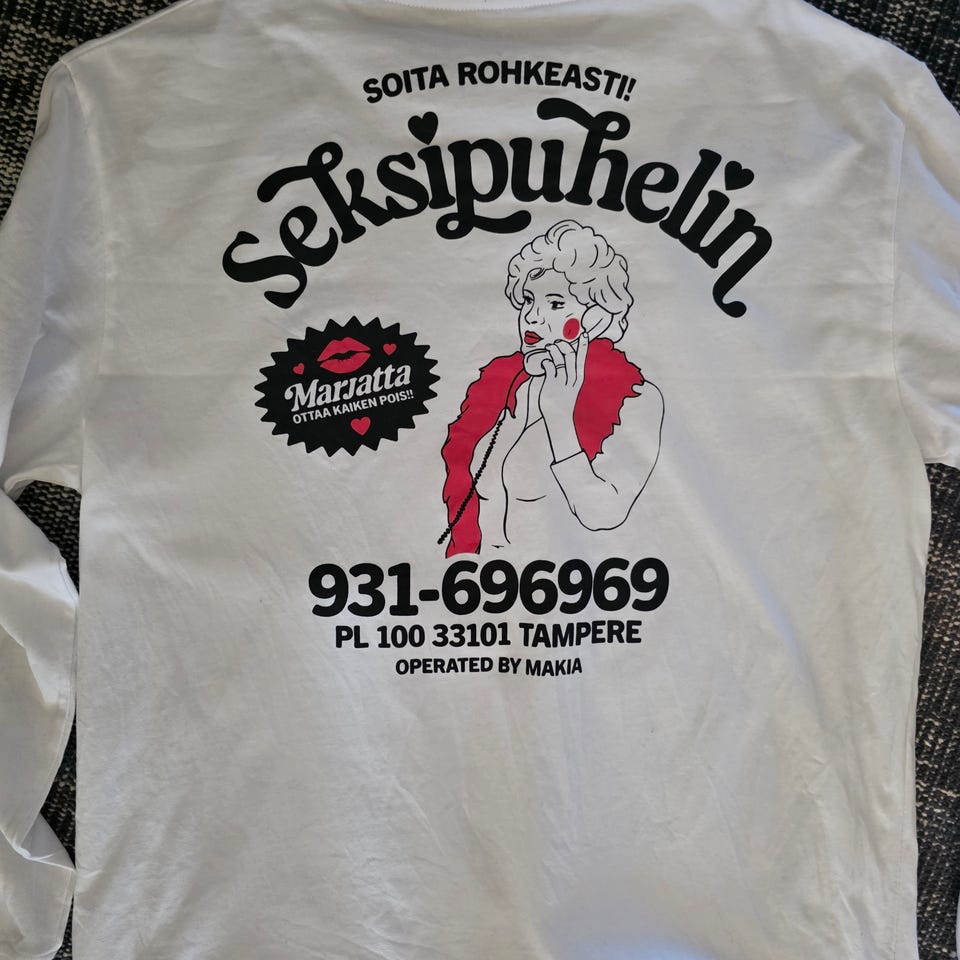 SOITA ROHKEASTI!
Seksipuhelin
Marjatta
OTTAA KAIKEN POIS!!
931-696969
PL 100 33101 TAMPERE
OPERATED BY MAKIA